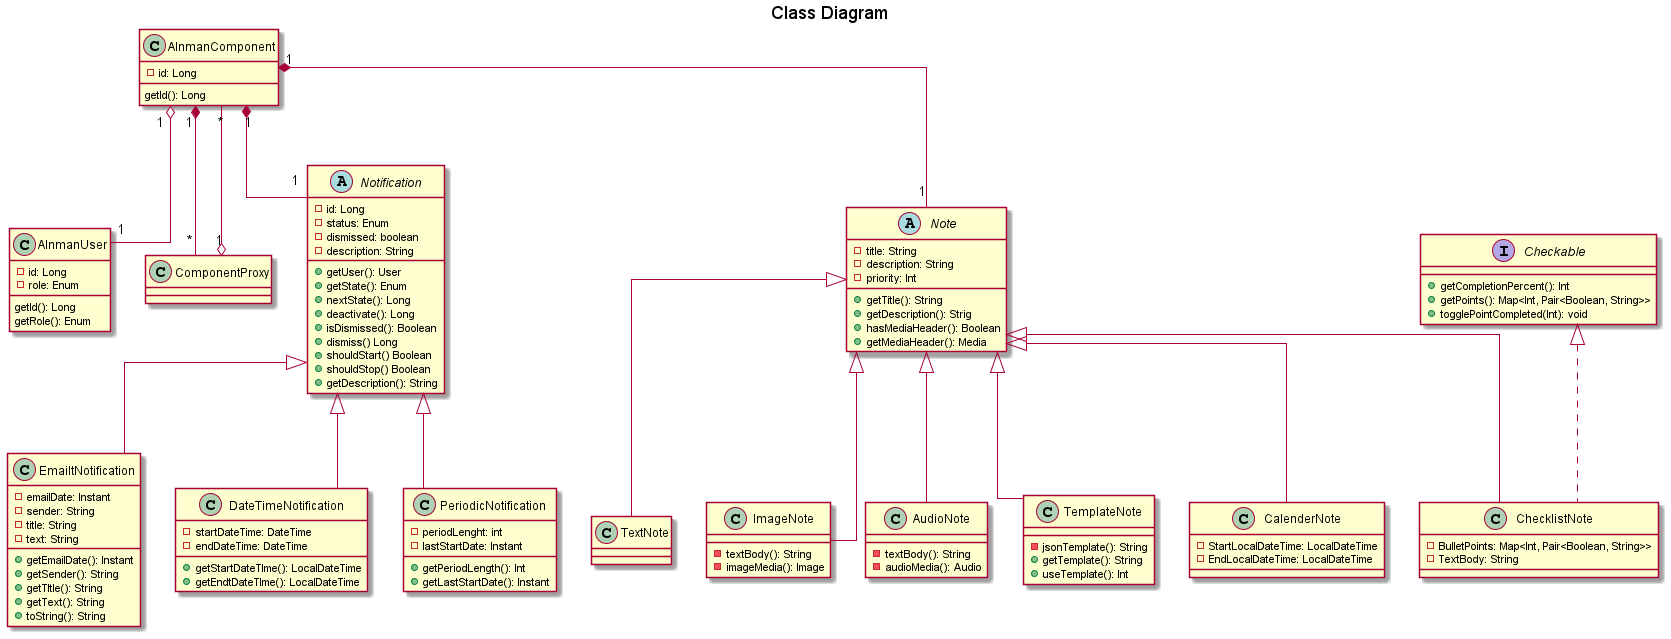 Class Diagram
C AInmanComponent
id: Long
getId(): Long
1
1
1
*
1
1
1
1
*
1
C AInmanUser
id: Long
role: Enum
getId(): Long
getRole(): Enum
C ComponentProxy
A Notification
id: Long
status: Enum
dismissed: boolean
description: String
getUser(): User
getState(): Enum
nextState(): Long
deactivate(): Long
isDismissed(): Boolean
dismiss() Long
shouldStart() Boolean
shouldStop() Boolean
getDescription(): String
A Note
title: String
description: String
priority: Int
getTitle(): String
getDescription(): Strig
hasMediaHeader(): Boolean
getMediaHeader(): Media
I Checkable
getCompletionPercent(): Int
getPoints(): Map<Int, Pair<Boolean, String>>
togglePointCompleted(Int): void
C EmailtNotification
emailDate: Instant
sender: String
title: String
text: String
getEmailDate(): Instant
getSender(): String
getTItle(): String
getText(): String
toString(): String
C DateTimeNotification
startDateTime: DateTime
endDateTime: DateTime
getStartDateTIme(): LocalDateTime
getEndtDateTIme(): LocalDateTime
C PeriodicNotification
periodLenght: int
lastStartDate: Instant
getPeriodLength(): Int
getLastStartDate(): Instant
C TextNote
C ImageNote
textBody(): String
imageMedia(): Image
C AudioNote
textBody(): String
audioMedia(): Audio
C TemplateNote
jsonTemplate(): String
getTemplate(): String
useTemplate(): Int
C CalenderNote
StartLocalDateTime: LocalDateTime
EndLocalDateTime: LocalDateTime
C ChecklistNote
BulletPoints: Map<Int, Pair<Boolean, String>>
TextBody: String